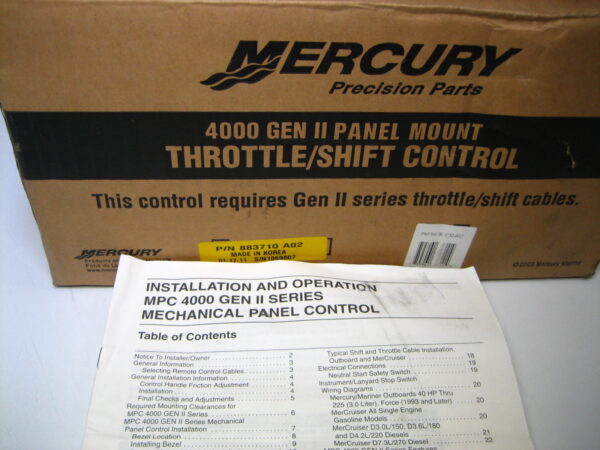 MERCURY
Precision Parts
4000 GEN II PANEL MOUNT
THROTTLE/SHIFT CONTROL
This control requires Gen II series throttle/shift cables.
MERCURY
P/N 883710 A02
MADE IN KOREA
Mercury Marine
INSTALLATION AND OPERATION
MPC 4000 GEN II SERIES
MECHANICAL PANEL CONTROL
Table of Contents
Notice To Installer/Owner 2
General Information 3
Selecting Remote Control Cables 3
General Installation Information 4
Control Handle Friction Adjustment 4
Installation 4
Final Checks and Adjustments 5
Required Mounting Clearances for
MPC 4000 GEN II Series 6
MPC 4000 GEN II Series Mechanical
Panel Control Installation 7
Bezel Location 8
Installing Bezel 9
Typical Shift and Throttle Cable Installation,
Outboard and MerCruiser 18
Electrical Connections 19
Neutral Start Safety Switch 19
Instrument/Lanyard Stop Switch
Wiring Diagrams 20
Mercury/Mariner Outboards 40 HP Thru
225 (3.0 Liter), Force (1993 and Later) 20
MerCruiser All Single Engine
Gasoline Models 20
MerCruiser D3.0L/150, D3.6L/180
and D4.2L/220 Diesels 21
MerCruiser D7.3L/270 Diesel 22